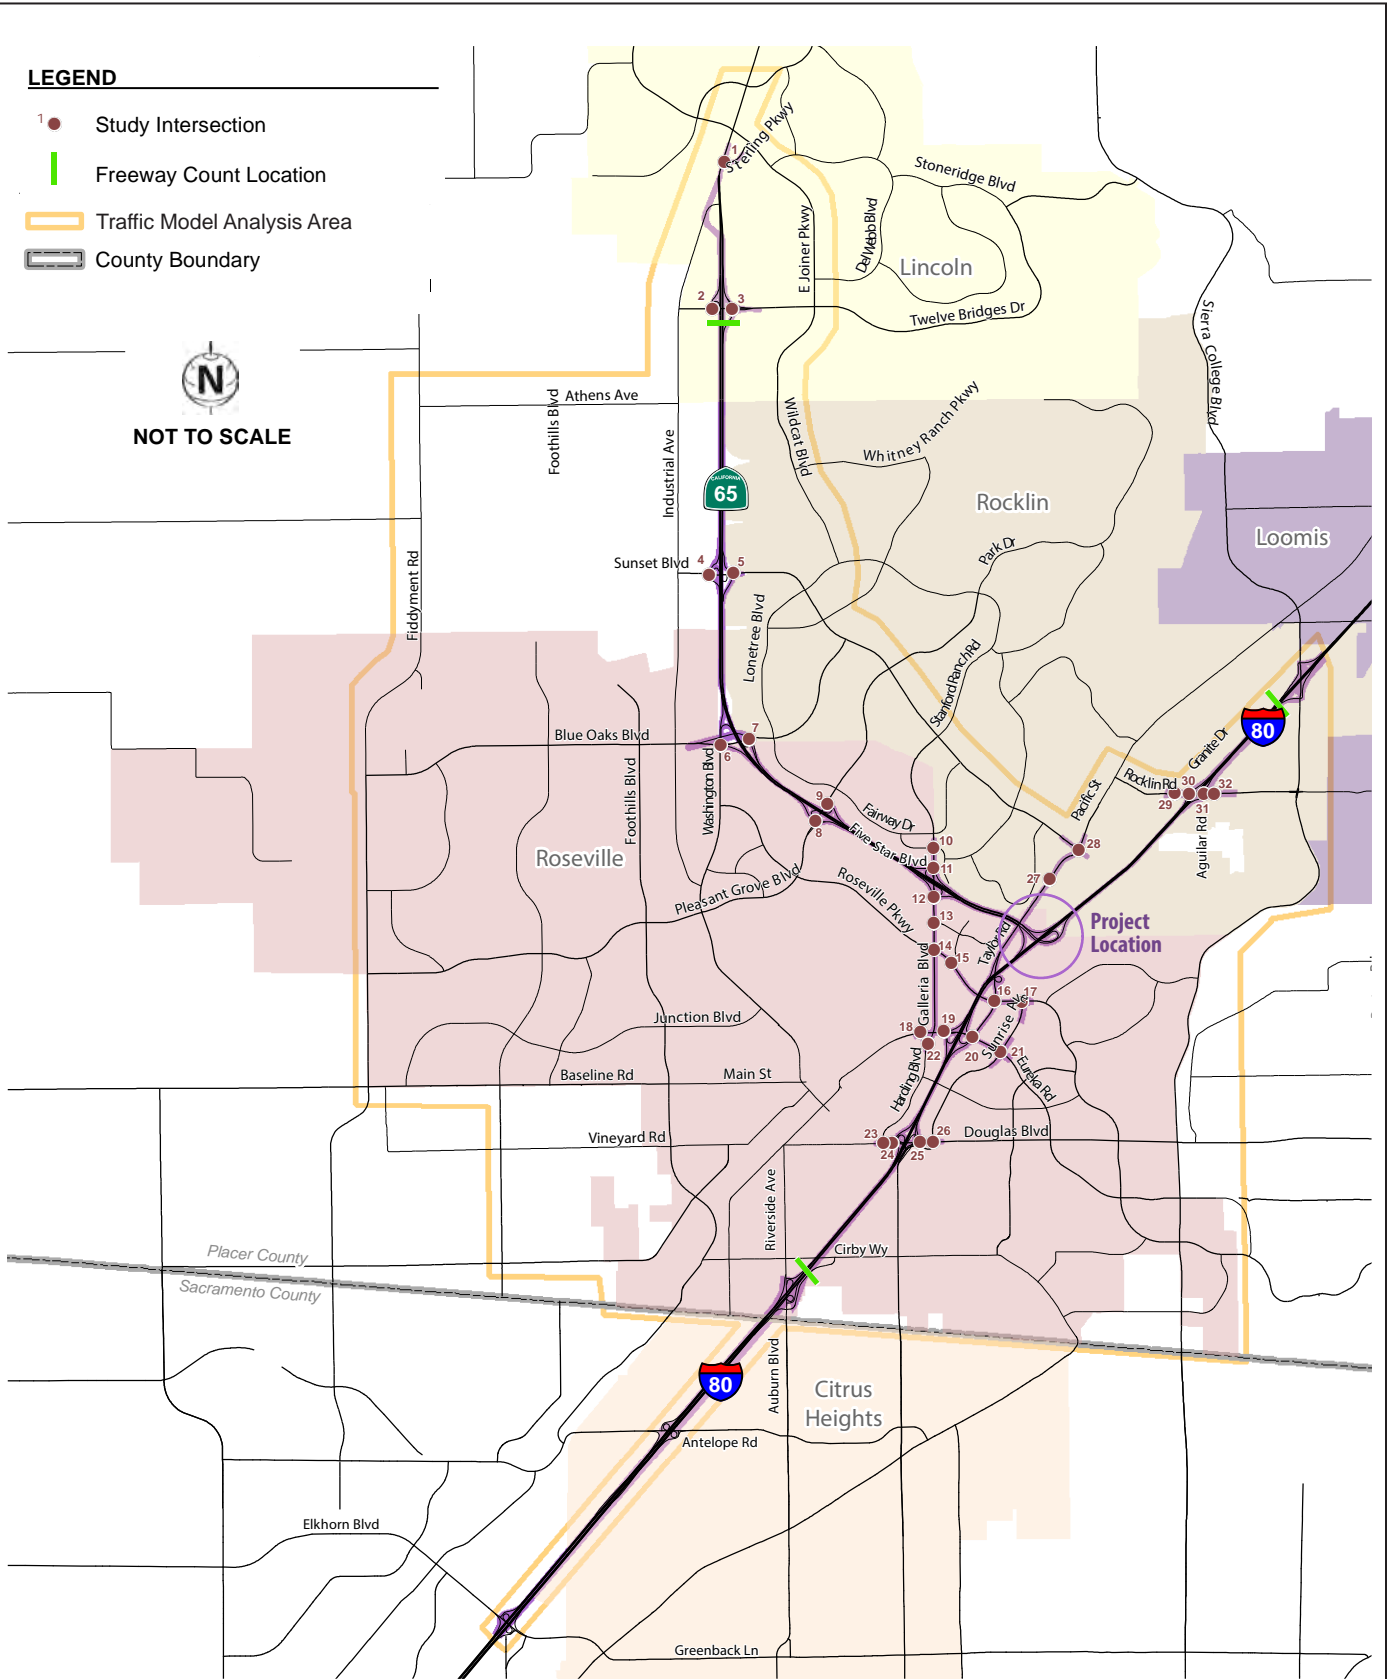 LEGEND
1 Study Intersection
Freeway Count Location
Traffic Model Analysis Area
County Boundary
N
NOT TO SCALE
1
Sterling Pkwy
Stoneridge Blvd
E Joiner Pkwy
Del Webb Blvd
Lincoln
2
3
Twelve Bridges Dr
Sierra College Blvd
Athens Ave
Foothills Blvd
Industrial Ave
Wildcat Blvd
Whitney Ranch Pkwy
CALIFORNIA
65
Rocklin
Loomis
Park Dr
Sunset Blvd
4
5
Fiddyment Rd
Lonetree Blvd
Stanford Ranch Rd
80
Blue Oaks Blvd
7
6
Foothills Blvd
Washington Blvd
Granite Dr
Rocklin Rd
30
32
29
31
Pacific St
Aguilar Rd
9
8
Fairway Dr
Five Star Blvd
10
11
28
27
Roseville
Pleasant Grove Blvd
Roseville Pkwy
12
13
14
15
Project
Location
Taylor Rd
Galleria Blvd
16
17
Sunrise Ave
Junction Blvd
18
19
20
21
22
Harding Blvd
Eureka Rd
Baseline Rd
Main St
Vineyard Rd
23
24
25
26
Douglas Blvd
Riverside Ave
Cirby Wy
Placer County
Sacramento County
80
Auburn Blvd
Citrus
Heights
Antelope Rd
Elkhorn Blvd
Greenback Ln